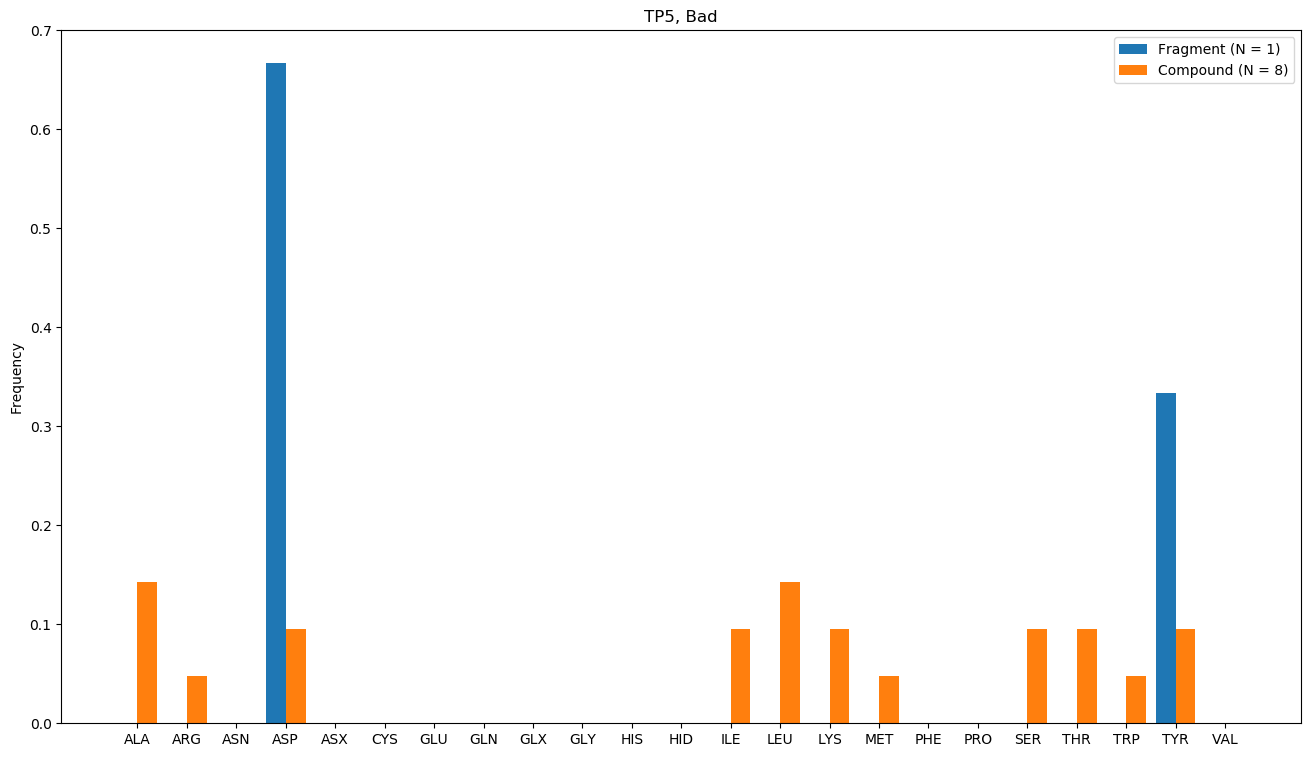 TP5, Bad
Fragment (N = 1)
Compound (N = 8)
Frequency
0.7
0.6
0.5
0.4
0.3
0.2
0.1
0.0
ALA ARG ASN ASP ASX CYS GLU GLN GLX GLY HIS HID ILE LEU LYS MET PHE PRO SER THR TRP TYR VAL